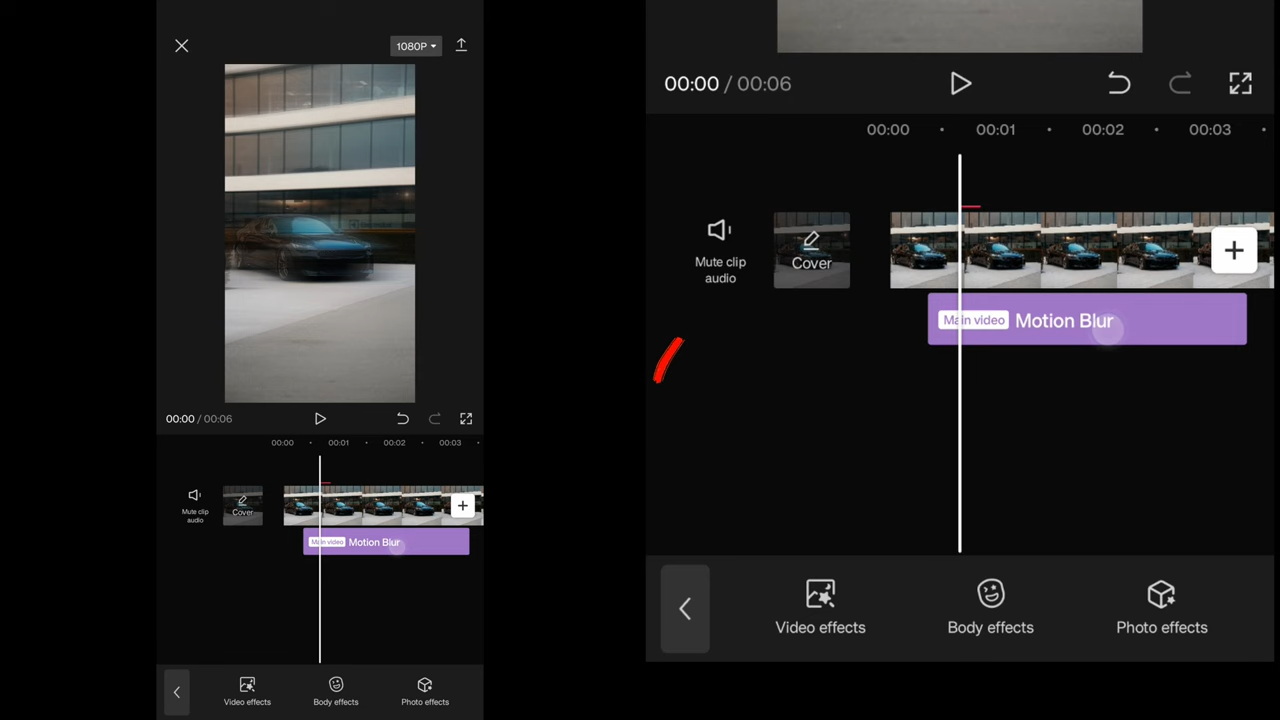 1080P
00:00 / 00:06
00:00 00:01 00:02 00:03
Mute clip
audio
Cover
Main video Motion Blur
Video effects Body effects Photo effects
00:00 / 00:06
00:00 00:01 00:02 00:03
Mute clip
audio
Cover
Main video Motion Blur
Video effects Body effects Photo effects